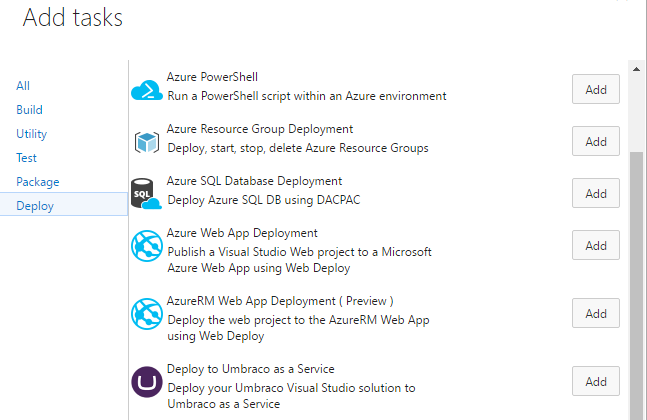 Add tasks
All
Build
Utility
Test
Package
Deploy
Azure PowerShell
Run a PowerShell script within an Azure environment
Add
Azure Resource Group Deployment
Deploy, start, stop, delete Azure Resource Groups
Add
SQL
Azure SQL Database Deployment
Deploy Azure SQL DB using DACPAC
Add
Azure Web App Deployment
Publish a Visual Studio Web project to a Microsoft
Azure Web App using Web Deploy
Add
AzureRM Web App Deployment ( Preview )
Deploy the web project to the AzureRM Web App
using Web Deploy
Add
Deploy to Umbraco as a Service
Deploy your Umbraco Visual Studio solution to
Umbraco as a Service
Add